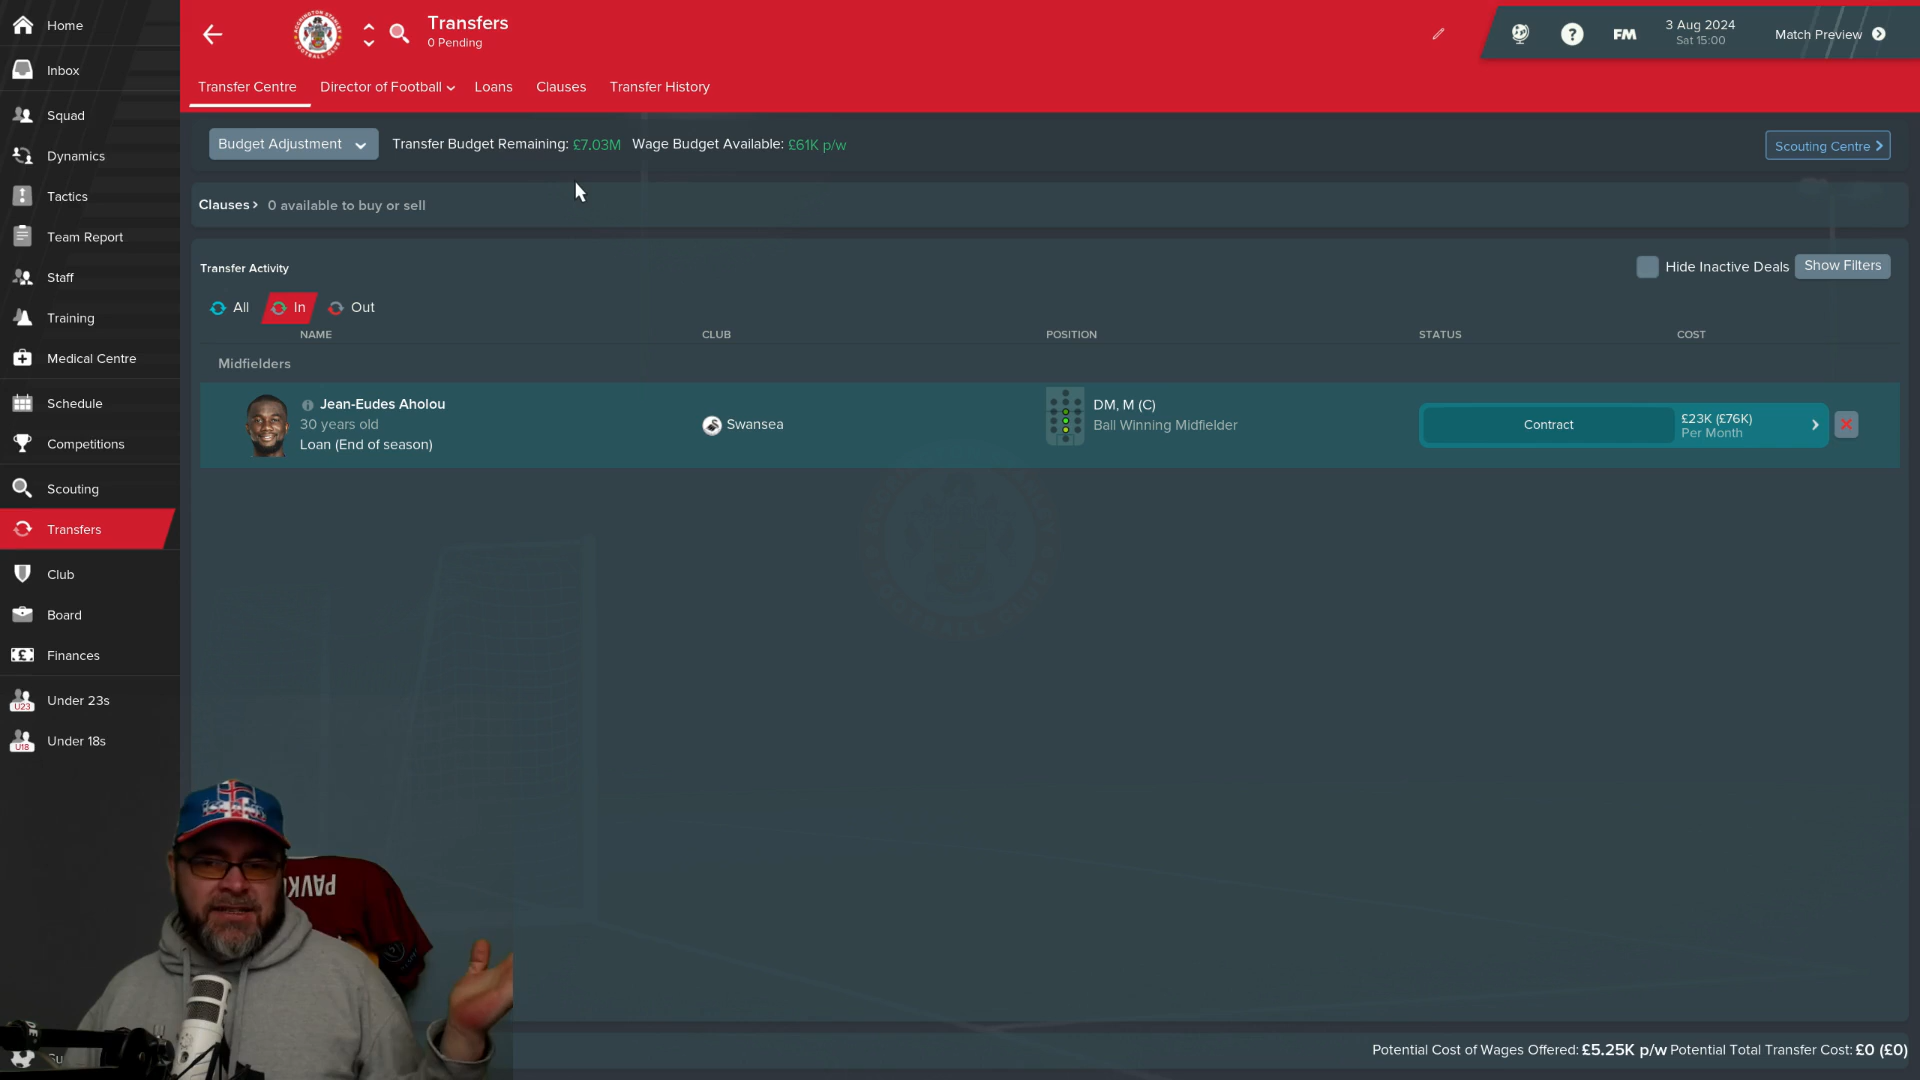 Home
Inbox
Squad
Dynamics
Tactics
Team Report
Staff
Training
Medical Centre
Schedule
Competitions
Scouting
Transfers
Club
Board
Finances
U23
Under 23s
U18
Under 18s
Transfers
0 Pending
FM
3 Aug 2024
Sat 15:00
Match Preview
Transfer Centre
Director of Football
Loans
Clauses
Transfer History
Budget Adjustment
Transfer Budget Remaining: £7.03M
Wage Budget Available: £61K p/w
Scouting Centre
Clauses
0 available to buy or sell
Transfer Activity
Hide Inactive Deals
Show Filters
All
In
Out
NAME
CLUB
POSITION
STATUS
COST
Midfielders
Jean-Eudes Aholou
30 years old
Loan (End of season)
Swansea
DM, M (C)
Ball Winning Midfielder
Contract
£23K (£76K)
Per Month
Potential Cost of Wages Offered: £5.25K p/w Potential Total Transfer Cost: £0 (£0)